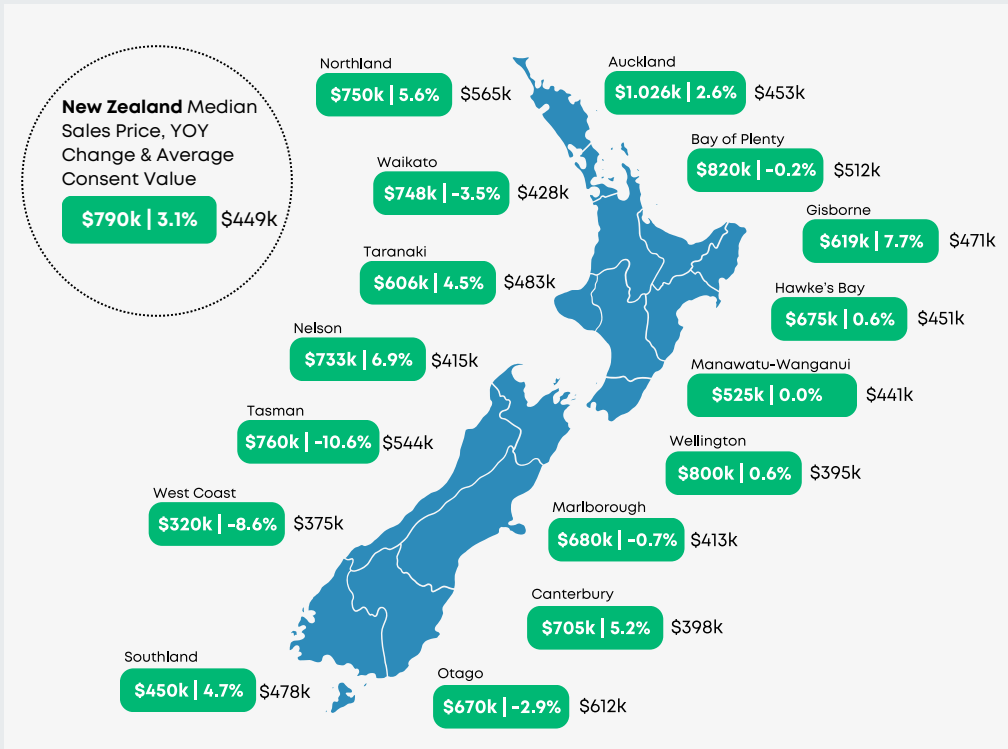 New Zealand Median
Sales Price, YOY
Change & Average
Consent Value
$790k | 3.1% $449k
Northland
$750k | 5.6% $565k
Auckland
$1.026k | 2.6% $453k
Waikato
$748k | -3.5% $428k
Bay of Plenty
$820k | -0.2% $512k
Gisborne
$619k | 7.7% $471k
Taranaki
$606k | 4.5% $483k
Hawke's Bay
$675k | 0.6% $451k
Nelson
$733k | 6.9% $415k
Manawatu-Wanganui
$525k | 0.0% $441k
Tasman
$760k | -10.6% $544k
Wellington
$800k | 0.6% $395k
West Coast
$320k | -8.6% $375k
Marlborough
$680k | -0.7% $413k
Canterbury
$705k | 5.2% $398k
Southland
$450k | 4.7% $478k
Otago
$670k | -2.9% $612k